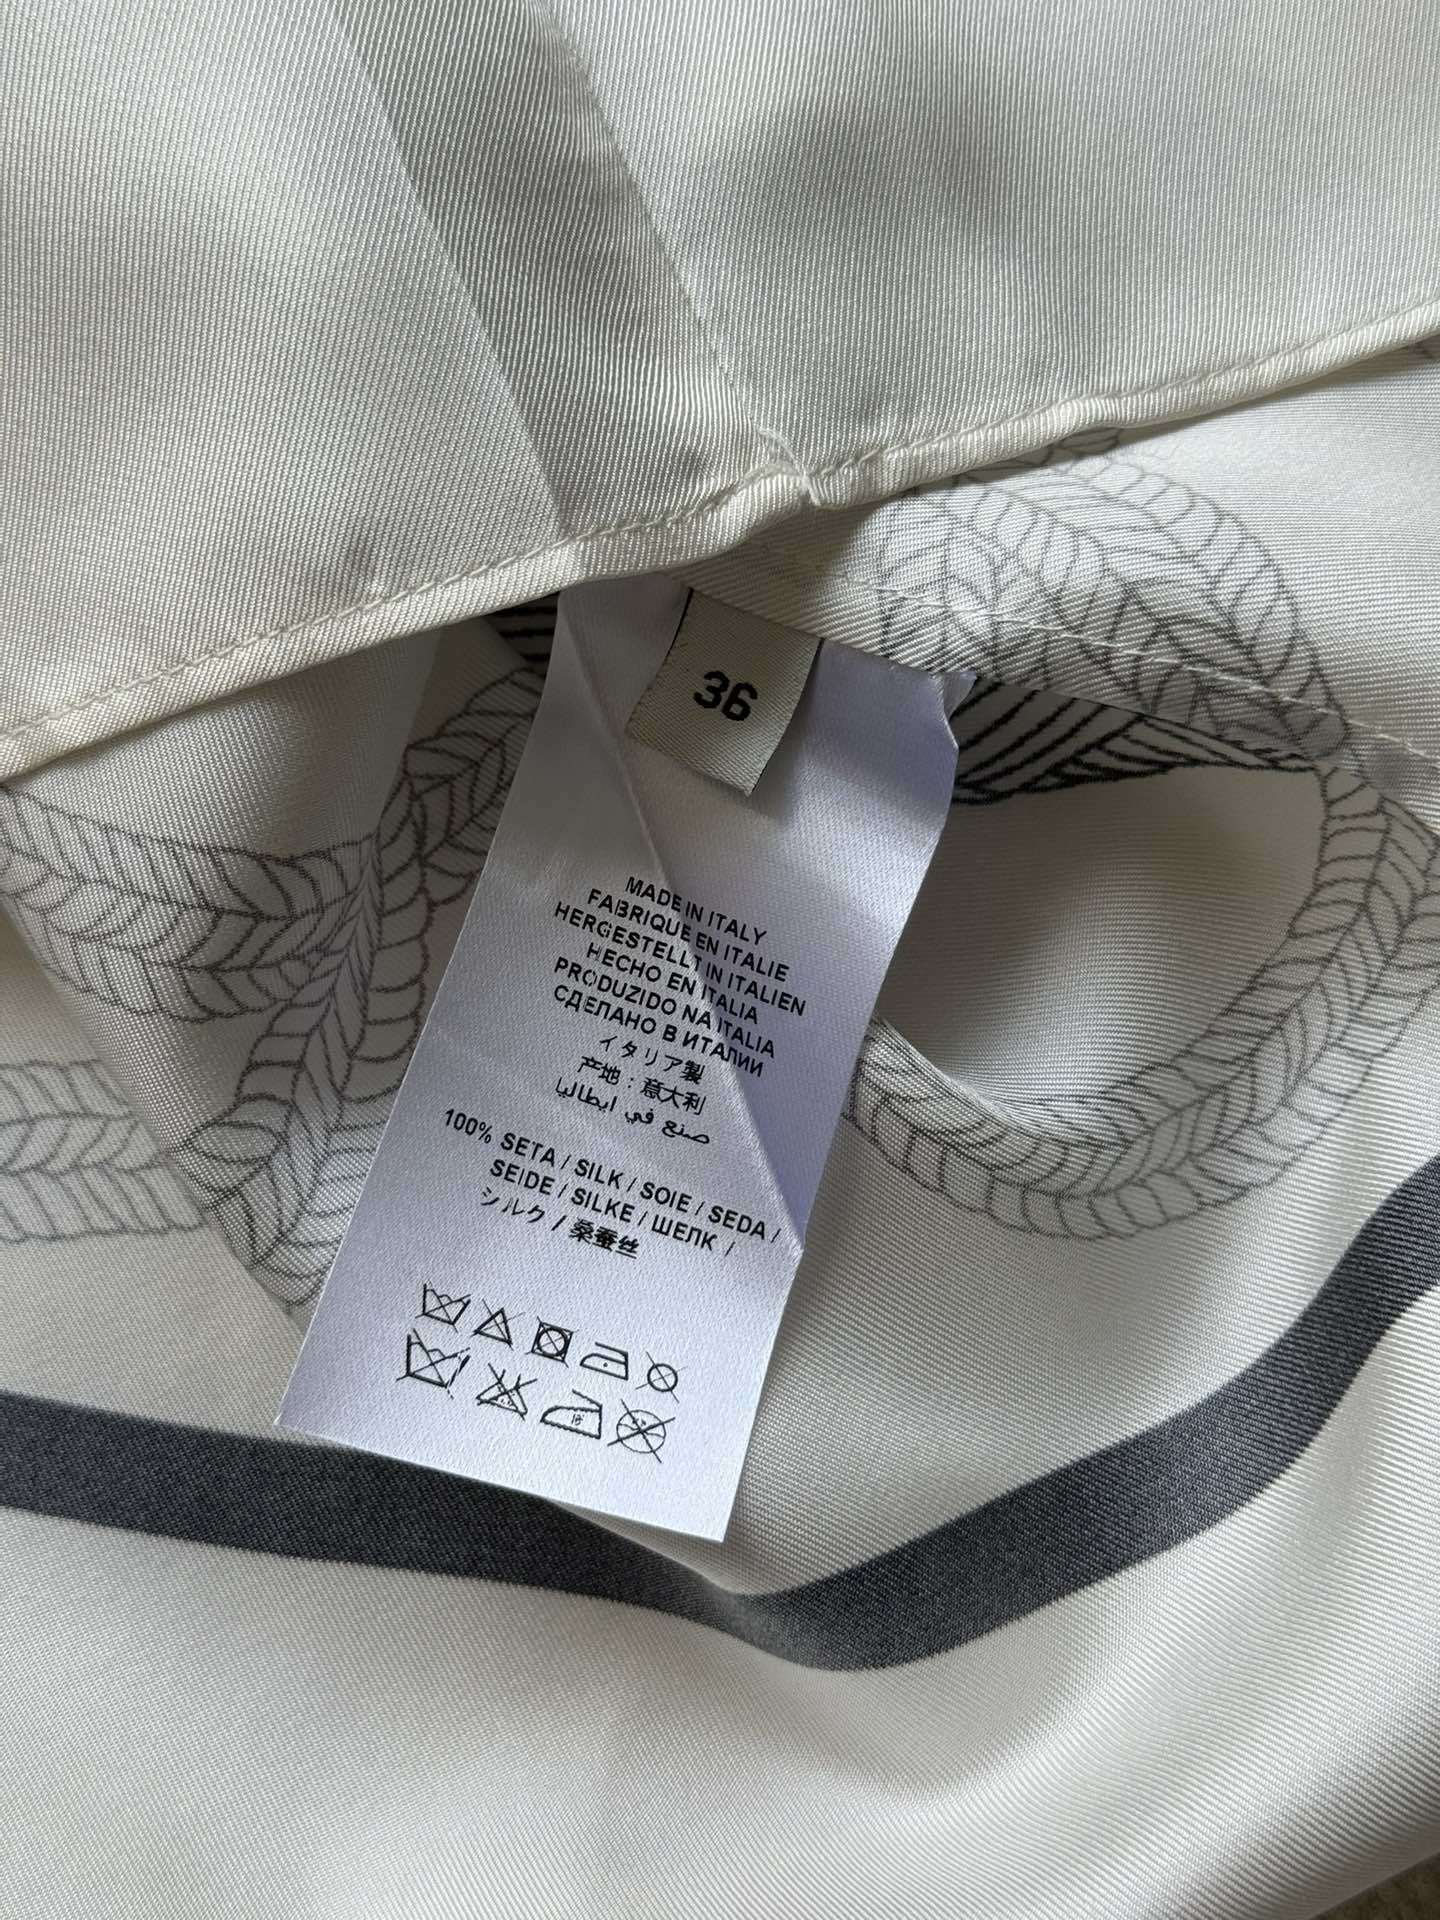 36
MADE IN ITALY
FABRIQUE EN ITALIE
HERGESTELLT IN ITALIEN
HECHO EN ITALIA
PRODUZIDO NA ITALIA
СДЕЛАНО В ИТАЛИИ
イタリア製
产地：意大利
صنع في ايطاليا
100% SETA / SILK / SOIE / SEDA /
SEIDE / SILKE / ШЕЛК /
シルク / 桑蚕丝